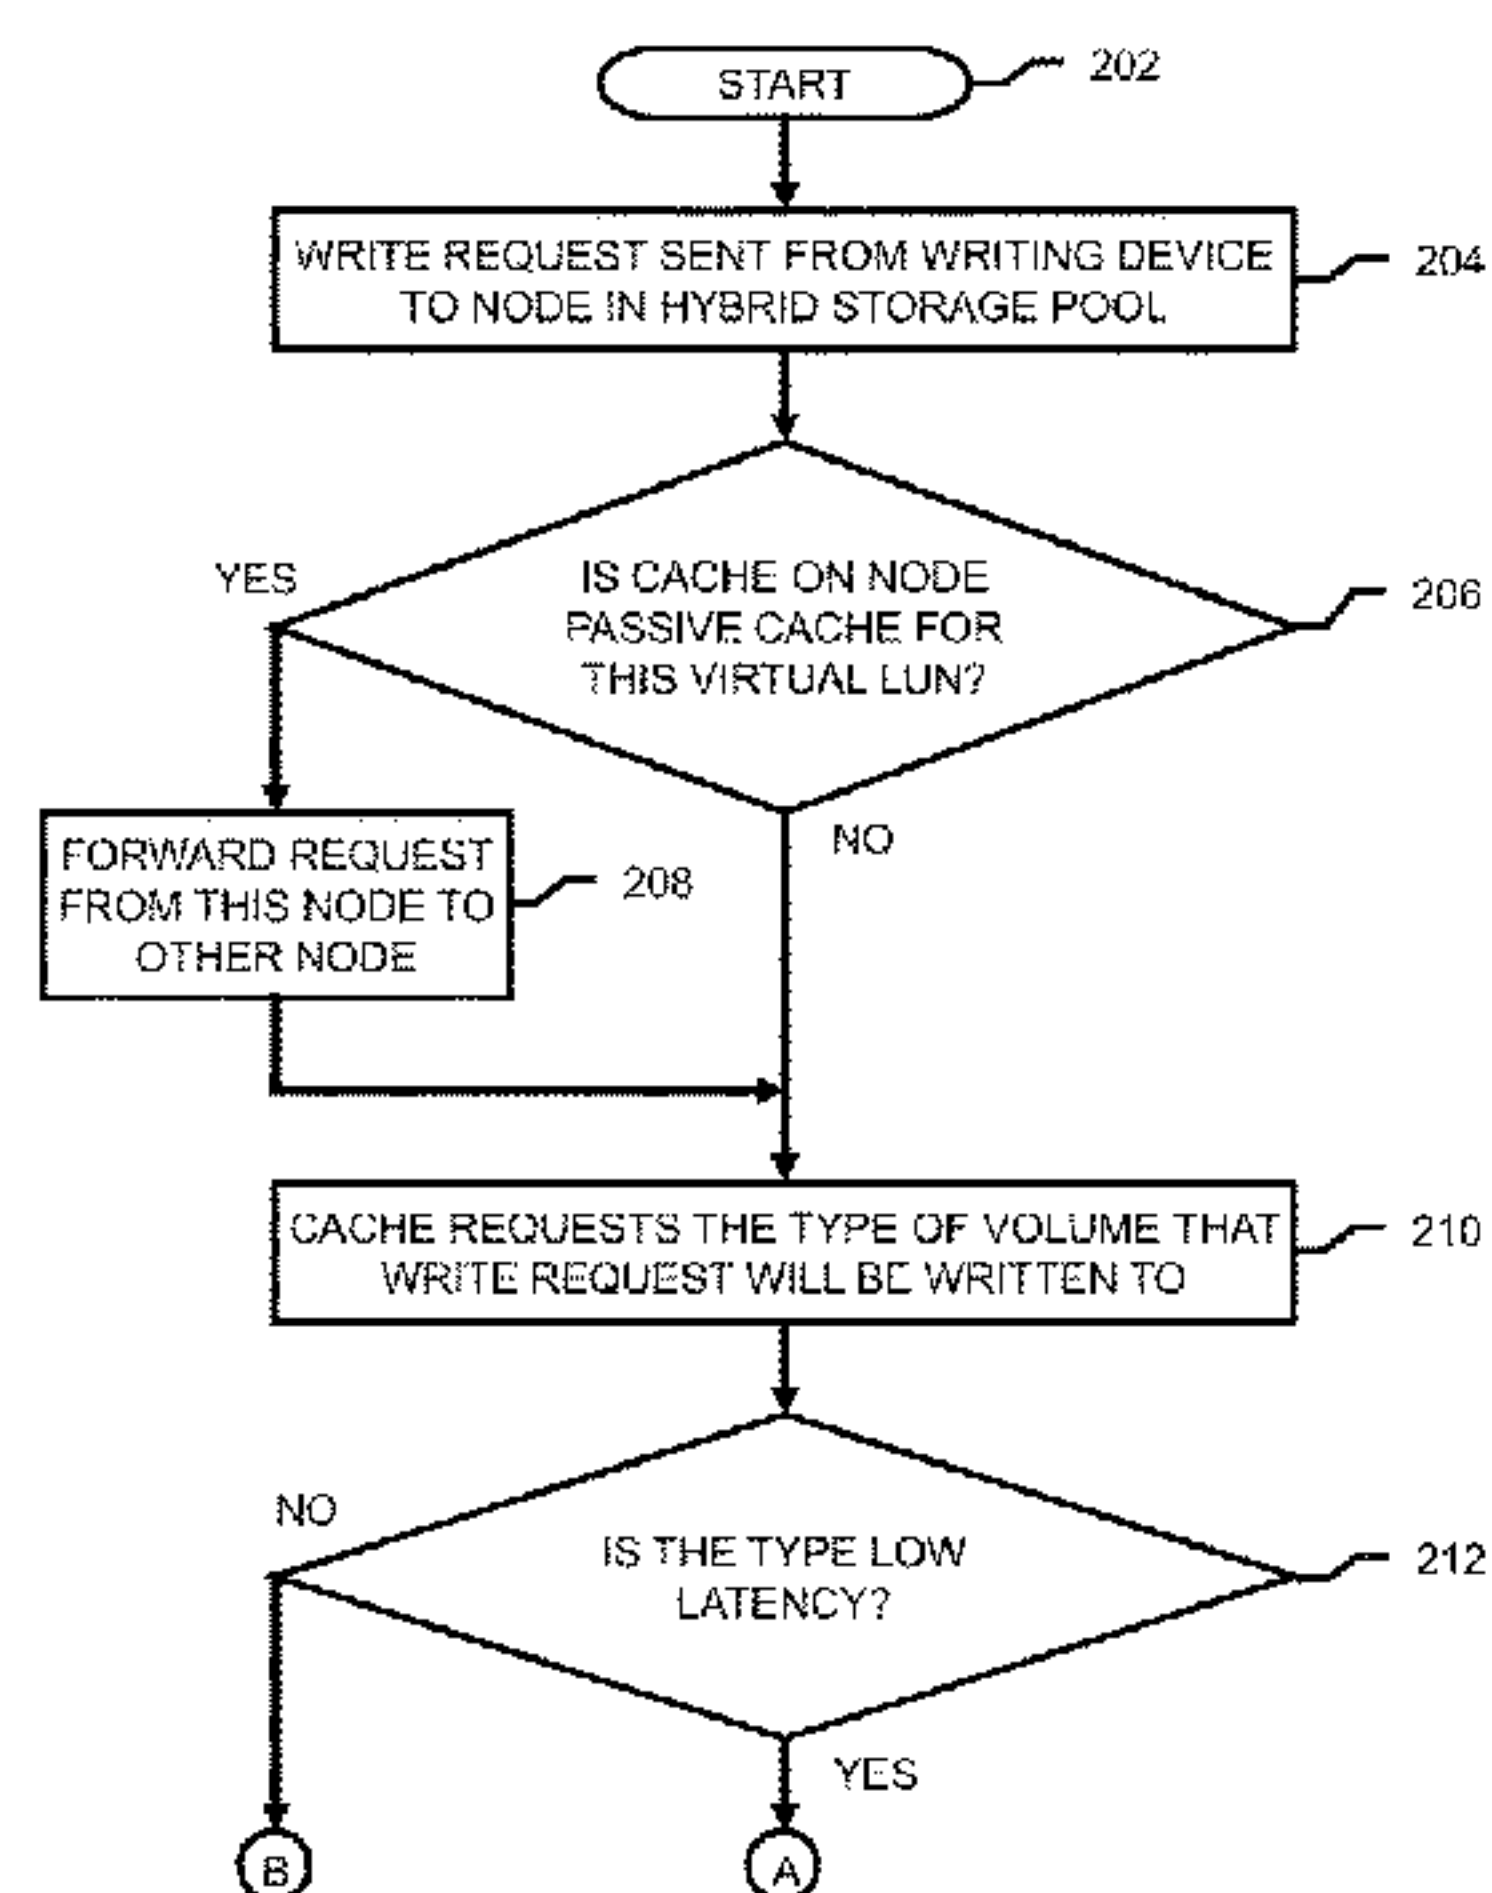 START
202
WRITE REQUEST SENT FROM WRITING DEVICE
TO NODE IN HYBRID STORAGE POOL
204
YES
IS CACHE ON NODE
PASSIVE CACHE FOR
THIS VIRTUAL LUN?
206
NO
FORWARD REQUEST
FROM THIS NODE TO
OTHER NODE
208
CACHE REQUESTS THE TYPE OF VOLUME THAT
WRITE REQUEST WILL BE WRITTEN TO
210
NO
IS THE TYPE LOW
LATENCY?
212
YES
B
A